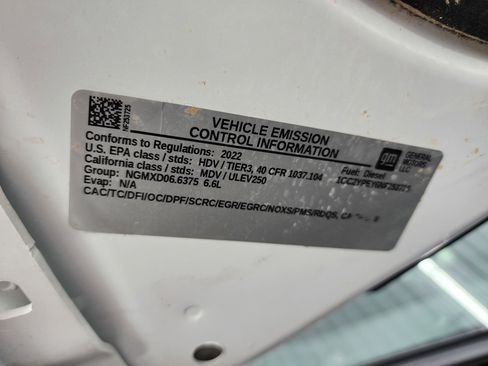 VEHICLE EMISSION
CONTROL INFORMATION
Conforms to Regulations: 2022
U.S. EPA class / stds: HDV / TIER3, 40 CFR 1037.104
California class / stds: MDV / ULEV250
Group: NGMXD06.6375 6.6L
Evap: N/A
CAC/TC/DFI/OC/DPF/SCRC/EGR/EGRC/NOXS/PMS/RDQS,
gm
GENERAL
MOTORS
LLC
Fuel: Diesel